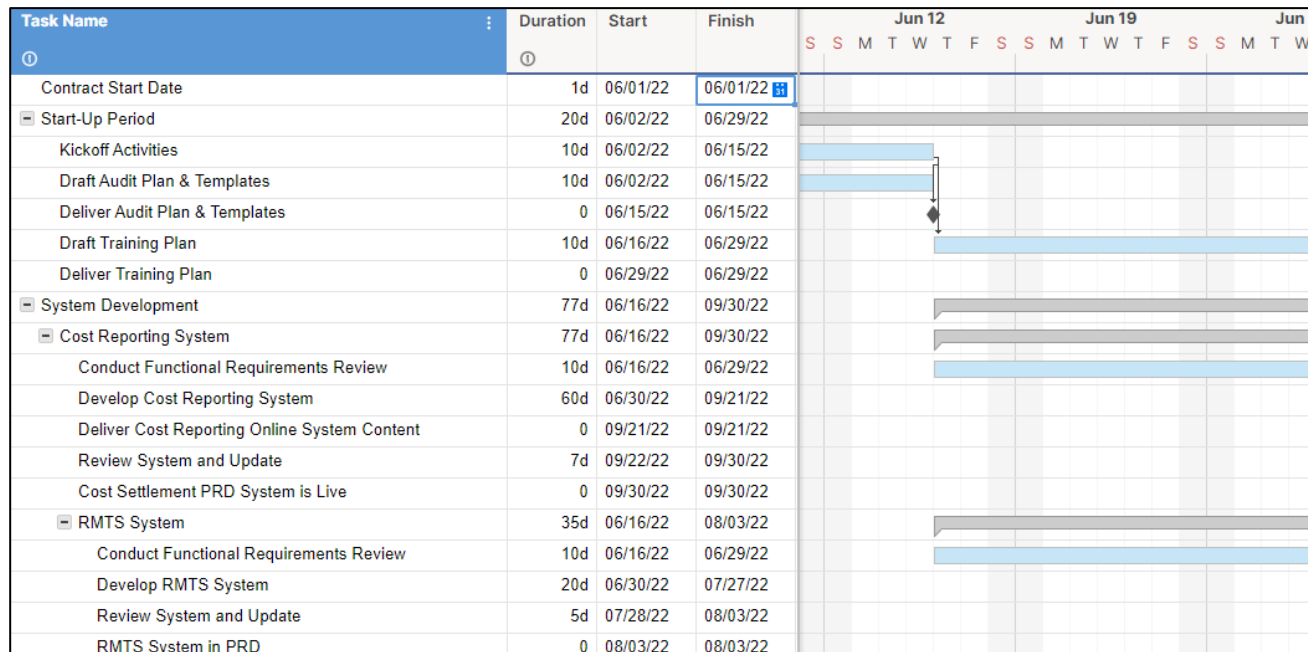 Task Name Duration Start Finish Jun 12 Jun 19 Jun
S S M T W T F S S M T W T F S S M T W
Contract Start Date 1d 06/01/22 06/01/22 31
Start-Up Period 20d 06/02/22 06/29/22
Kickoff Activities 10d 06/02/22 06/15/22
Draft Audit Plan & Templates 10d 06/02/22 06/15/22
Deliver Audit Plan & Templates 0 06/15/22 06/15/22
Draft Training Plan 10d 06/16/22 06/29/22
Deliver Training Plan 0 06/29/22 06/29/22
System Development 77d 06/16/22 09/30/22
Cost Reporting System 77d 06/16/22 09/30/22
Conduct Functional Requirements Review 10d 06/16/22 06/29/22
Develop Cost Reporting System 60d 06/30/22 09/21/22
Deliver Cost Reporting Online System Content 0 09/21/22 09/21/22
Review System and Update 7d 09/22/22 09/30/22
Cost Settlement PRD System is Live 0 09/30/22 09/30/22
RMTS System 35d 06/16/22 08/03/22
Conduct Functional Requirements Review 10d 06/16/22 06/29/22
Develop RMTS System 20d 06/30/22 07/27/22
Review System and Update 5d 07/28/22 08/03/22
RMTS System in PRD 0 08/03/22 08/03/22